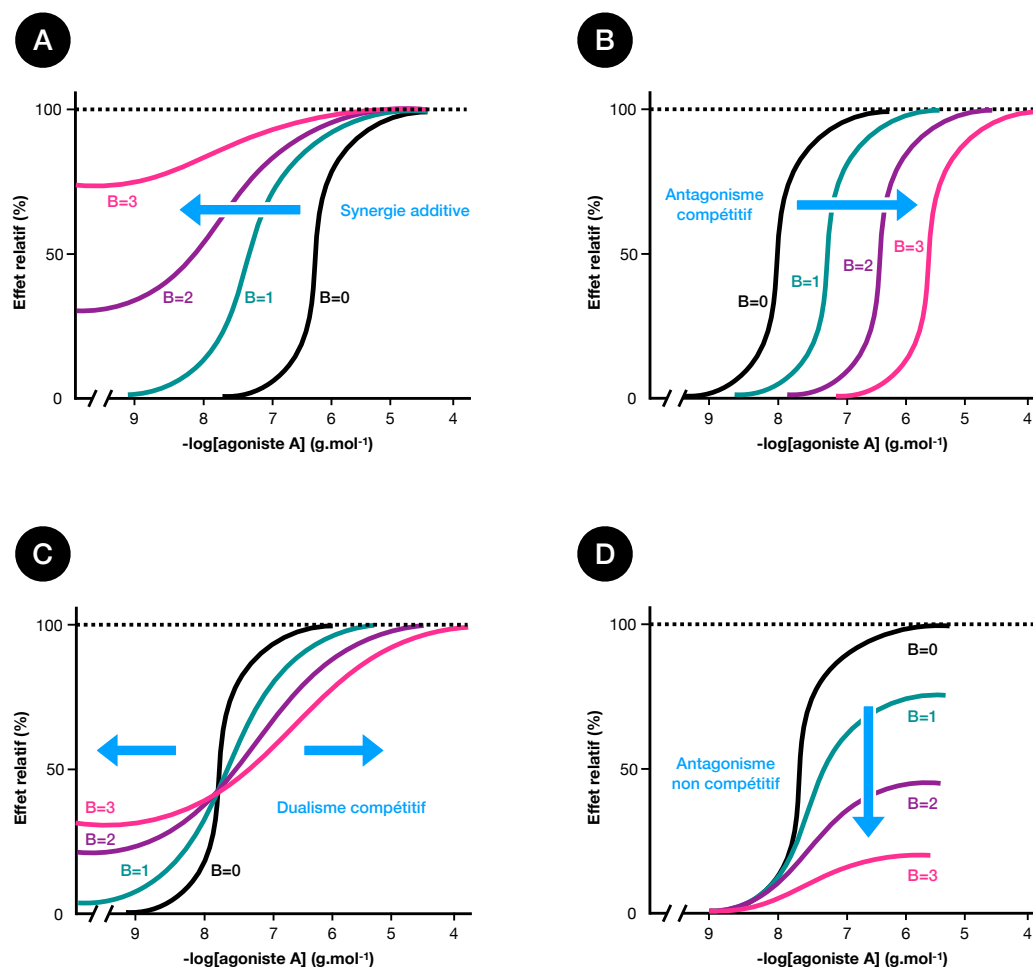 A
Effet relatif (%)
100
50
0
B=3
B=2
B=1
B=0
Synergie additive
9 8 7 6 5 4
-log[agoniste A] (g.mol⁻¹)
B
Effet relatif (%)
100
50
0
Antagonisme
compétitif
B=0
B=1
B=2
B=3
9 8 7 6 5 4
-log[agoniste A] (g.mol⁻¹)
C
Effet relatif (%)
100
50
0
B=3
B=2
B=1
B=0
Dualisme compétitif
9 8 7 6 5 4
-log[agoniste A] (g.mol⁻¹)
D
Effet relatif (%)
100
50
0
B=0
B=1
Antagonisme
non compétitif
B=2
B=3
9 8 7 6 5 4
-log[agoniste A] (g.mol⁻¹)